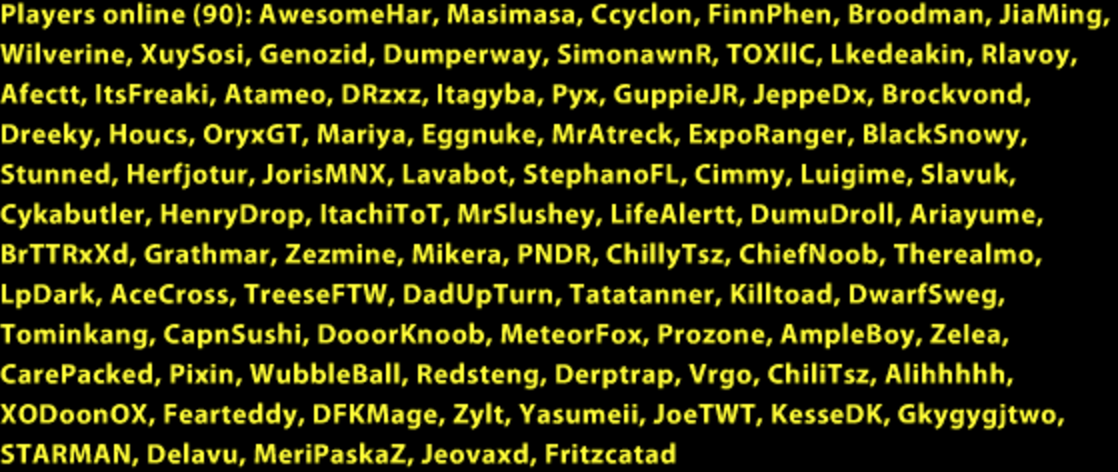 Players online (90): AwesomeHar, Masimasa, Ccyclon, FinnPhen, Broodman, JiaMing,
Wilverine, XuySosi, Genozid, Dumperway, SimonawnR, TOXllC, Lkedeakin, Rlavoy,
Afectt, ItsFreaki, Atameo, DRzxz, Itagyba, Pyx, GuppieJR, JeppeDx, Brockvond,
Dreeky, Houcs, OryxGT, Mariya, Eggnuke, MrAtreck, ExpoRanger, BlackSnowy,
Stunned, Herfjotur, JorisMNX, Lavabot, StephanoFL, Cimmy, Luigime, Slavuk,
Cykabutler, HenryDrop, ItachiToT, MrSlushey, LifeAlertt, DumuDroll, Ariayume,
BrTTRxXd, Grathmar, Zezmine, Mikera, PNDR, ChillyTsz, ChiefNoob, Therealmo,
LpDark, AceCross, TreeseFTW, DadUpTurn, Tatatanner, Killtoad, DwarfSweg,
Tominkang, CapnSushi, DooorKnoob, MeteorFox, Prozone, AmpleBoy, Zelea,
CarePacked, Pixin, WubbleBall, Redsteng, Derptrap, Vrgo, ChiliTsz, Alihhhhh,
XODoonOX, Fearteddy, DFKMage, Zylt, Yasumeii, JoeTWT, KesseDK, Gkygygjtwo,
STARMAN, Delavu, MeriPaskaZ, Jeovaxd, Fritzcatad